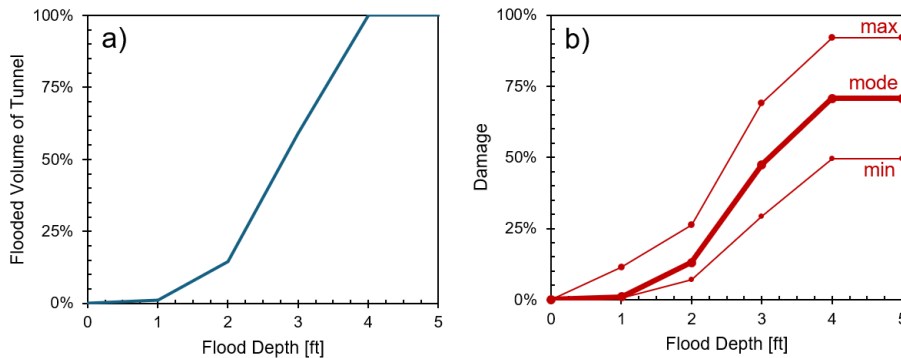 a)
100%
75%
50%
25%
0%
Flooded Volume of Tunnel
0 1 2 3 4 5
Flood Depth [ft]
b)
100%
75%
50%
25%
0%
Damage
max
mode
min
0 1 2 3 4 5
Flood Depth [ft]